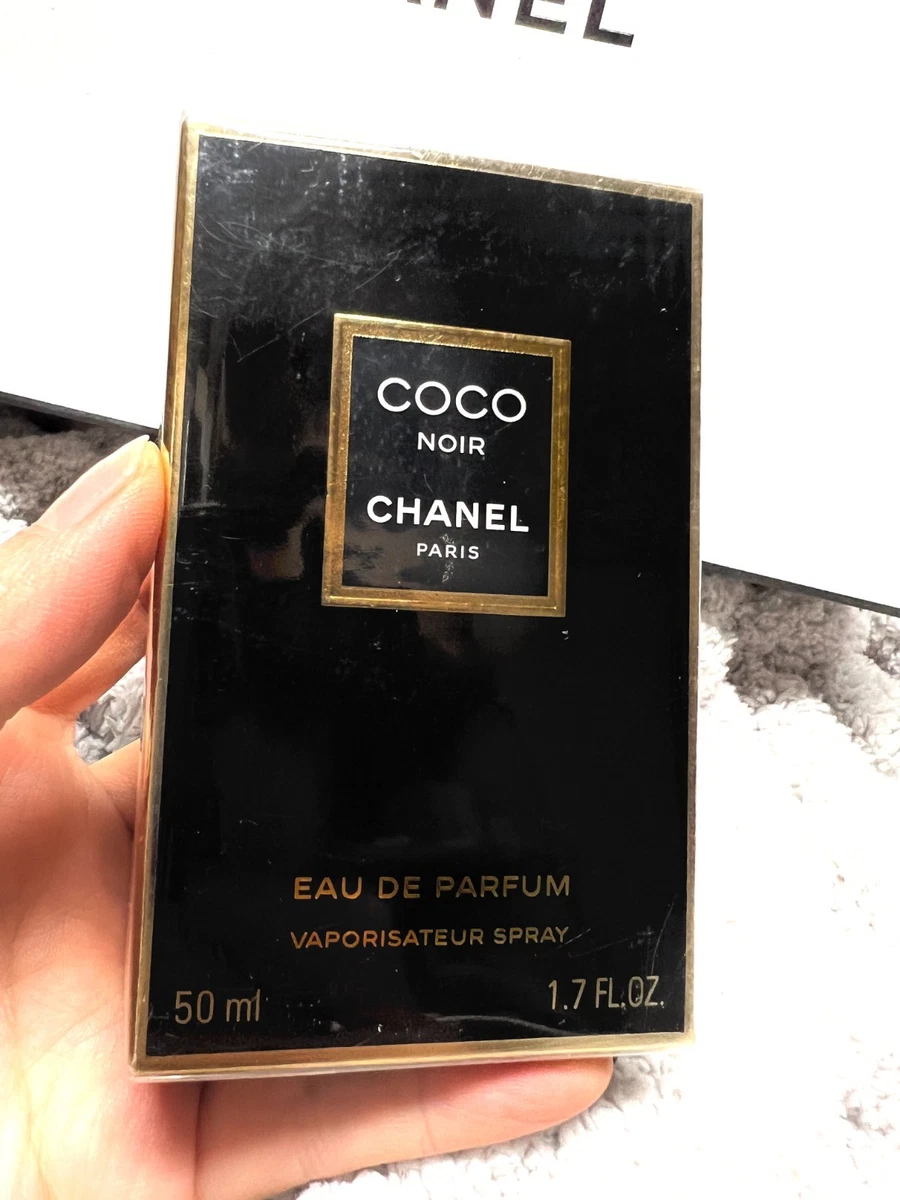 COCO
NOIR
CHANEL
PARIS
EAU DE PARFUM
VAPORISATEUR SPRAY
50 ml
1.7 FL.OZ.